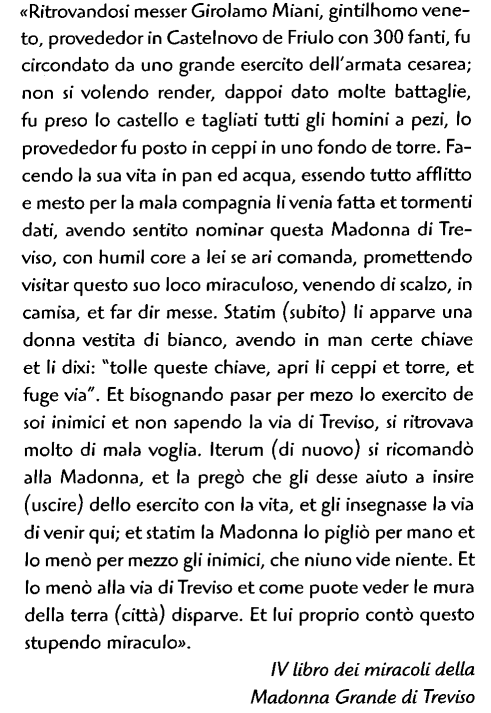 «Ritrovandosi messer Girolamo Miani, gintilhomo vene-
to, provededor in Castelnovo de Friulo con 300 fanti, fu
circondato da uno grande esercito dell'armata cesarea;
non si volendo render, dappoi dato molte battaglie,
fu preso lo castello e tagliati tutti gli homini a pezi, lo
provededor fu posto in ceppi in uno fondo de torre. Fa-
cendo la sua vita in pan ed acqua, essendo tutto afflitto
e mesto per la mala compagnia li venia fatta et tormenti
dati, avendo sentito nominar questa Madonna di Tre-
viso, con humil core a lei se ari comanda, promettendo
visitar questo suo loco miraculoso, venendo di scalzo, in
camisa, et far dir messe. Statim (subito) li apparve una
donna vestita di bianco, avendo in man certe chiave
et li dixi: "tolle queste chiave, apri li ceppi et torre, et
fuge via". Et bisognando pasar per mezo lo exercito de
soi inimici et non sapendo la via di Treviso, si ritrovava
molto di mala voglia. Iterum (di nuovo) si ricomandò
alla Madonna, et la pregò che gli desse aiuto a insire
(uscire) dello esercito con la vita, et gli insegnasse la via
di venir qui; et statim la Madonna lo pigliò per mano et
lo menò per mezzo gli inimici, che niuno vide niente. Et
lo menò alla via di Treviso et come puote veder le mura
della terra (città) disparve. Et lui proprio contò questo
stupendo miraculo».
IV libro dei miracoli della
Madonna Grande di Treviso